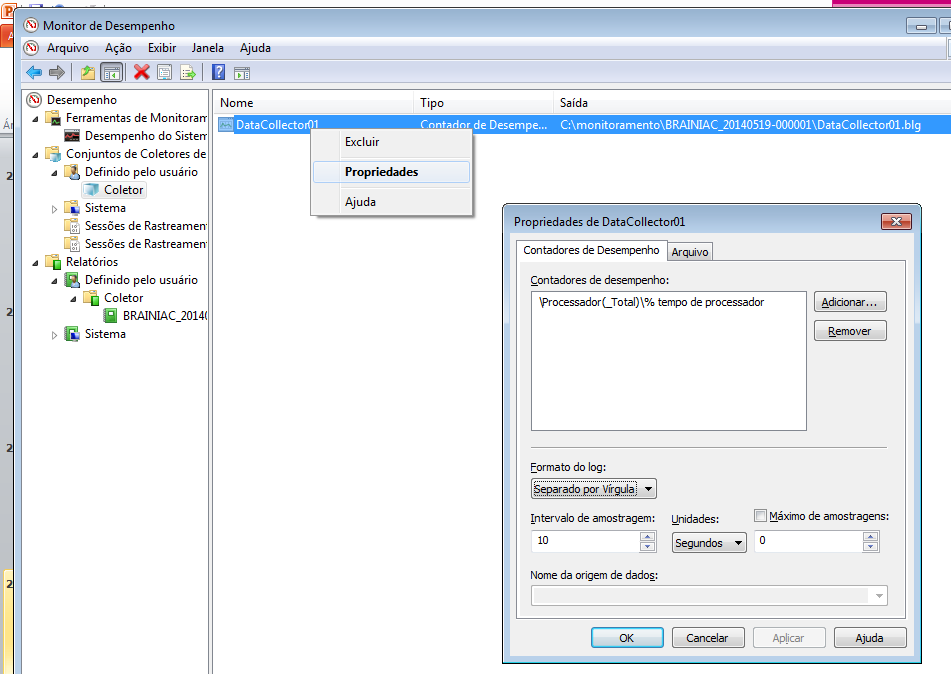 Monitor de Desempenho
Arquivo Ação Exibir Janela Ajuda
Desempenho
Ferramentas de Monitoram
Desempenho do Sistem
Conjuntos de Coletores de
Definido pelo usuário
Coletor
Sistema
Sessões de Rastreamen
Sessões de Rastreamen
Relatórios
Definido pelo usuário
Coletor
BRAINIAC_2014
Sistema
Nome Tipo Saída
DataCollector01 Contador de Desempe... C:\monitoramento\BRAINIAC_20140519-000001\DataCollector01.blg
Excluir
Propriedades
Ajuda
Propriedades de DataCollector01
Contadores de Desempenho Arquivo
Contadores de desempenho:
\Processador(_Total)\% tempo de processador
Adicionar...
Remover
Formato do log:
Separado por Vírgula
Intervalo de amostragem: Unidades: Máximo de amostragens:
10 Segundos 0
Nome da origem de dados:
OK Cancelar Aplicar Ajuda